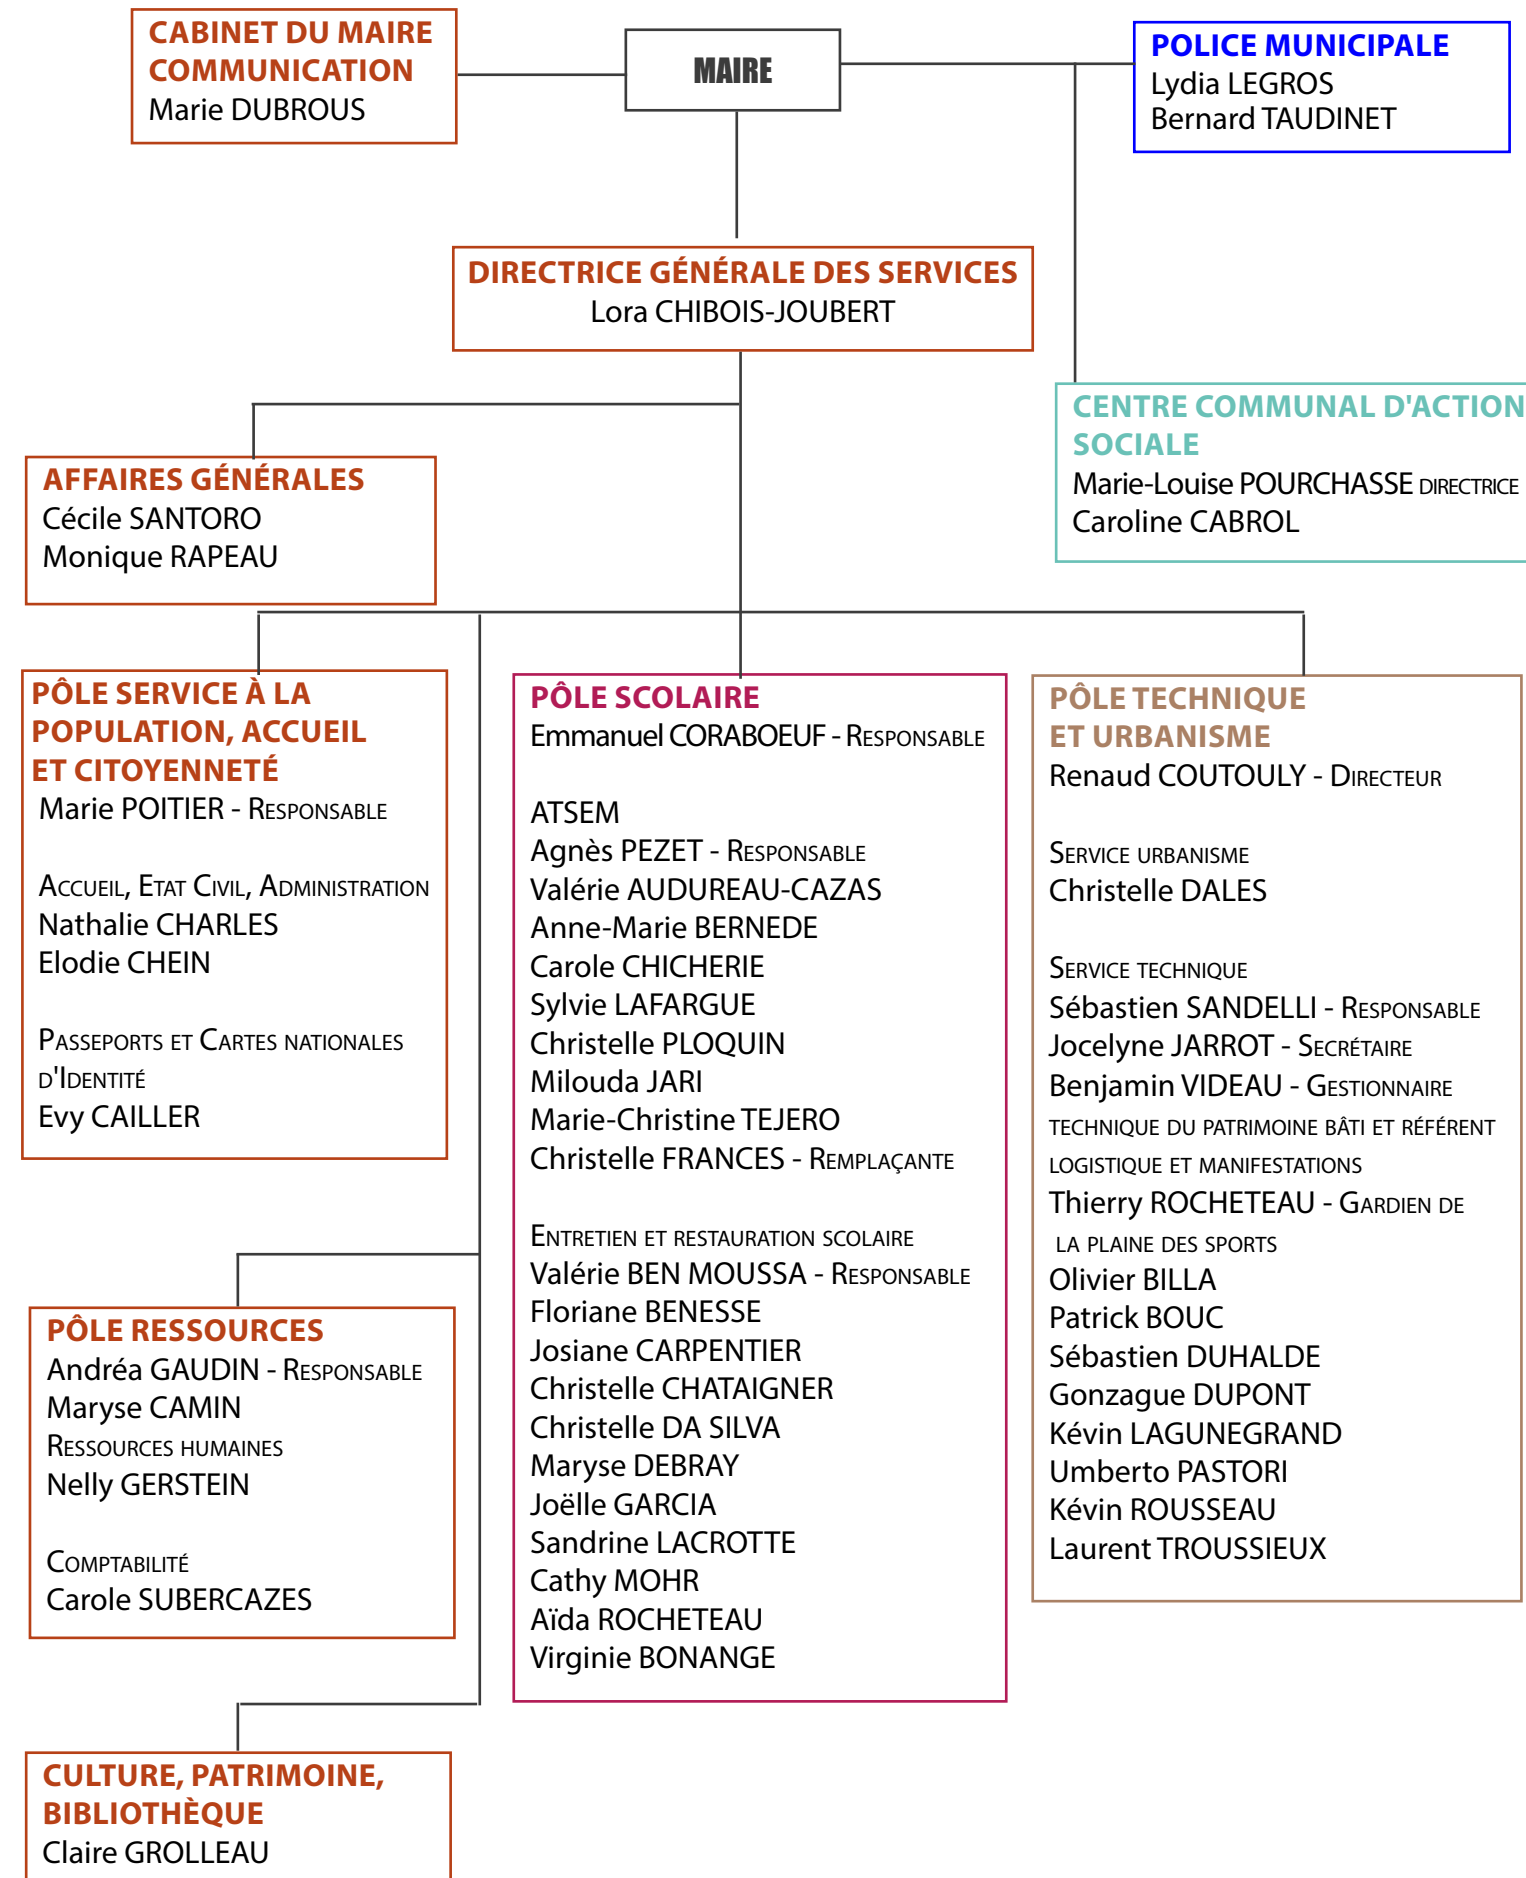 CABINET DU MAIRE
COMMUNICATION
Marie DUBROUS
MAIRE
POLICE MUNICIPALE
Lydia LEGROS
Bernard TAUDINET
DIRECTRICE GÉNÉRALE DES SERVICES
Lora CHIBOIS-JOUBERT
CENTRE COMMUNAL D'ACTION
SOCIALE
Marie-Louise POURCHASSE DIRECTRICE
Caroline CABROL
AFFAIRES GÉNÉRALES
Cécile SANTORO
Monique RAPEAU
PÔLE SERVICE À LA
POPULATION, ACCUEIL
ET CITOYENNETÉ
Marie POITIER - RESPONSABLE
ACCUEIL, ETAT CIVIL, ADMINISTRATION
Nathalie CHARLES
Elodie CHEIN
PASSEPORTS ET CARTES NATIONALES
D'IDENTITÉ
Evy CAILLER
PÔLE SCOLAIRE
Emmanuel CORABOEUF - RESPONSABLE
ATSEM
Agnès PEZET - RESPONSABLE
Valérie AUDUREAU-CAZAS
Anne-Marie BERNEDE
Carole CHICHERIE
Sylvie LAFARGUE
Christelle PLOQUIN
Milouda JARI
Marie-Christine TEJERO
Christelle FRANCES - REMPLAÇANTE
ENTRETIEN ET RESTAURATION SCOLAIRE
Valérie BEN MOUSSA - RESPONSABLE
Floriane BENESSE
Josiane CARPENTIER
Christelle CHATAIGNER
Christelle DA SILVA
Maryse DEBRAY
Joëlle GARCIA
Sandrine LACROTTE
Cathy MOHR
Aïda ROCHETEAU
Virginie BONANGE
PÔLE TECHNIQUE
ET URBANISME
Renaud COUTOULY - DIRECTEUR
SERVICE URBANISME
Christelle DALES
SERVICE TECHNIQUE
Sébastien SANDELLI - RESPONSABLE
Jocelyne JARROT - SECRÉTAIRE
Benjamin VIDEAU - GESTIONNAIRE
TECHNIQUE DU PATRIMOINE BÂTI ET RÉFÉRENT
LOGISTIQUE ET MANIFESTATIONS
Thierry ROCHETEAU - GARDIEN DE
LA PLAINE DES SPORTS
Olivier BILLA
Patrick BOUC
Sébastien DUHALDE
Gonzague DUPONT
Kévin LAGUNEGRAND
Umberto PASTORI
Kévin ROUSSEAU
Laurent TROUSSIEUX
PÔLE RESSOURCES
Andréa GAUDIN - RESPONSABLE
Maryse CAMIN
RESSOURCES HUMAINES
Nelly GERSTEIN
COMPTABILITÉ
Carole SUBERCAZES
CULTURE, PATRIMOINE,
BIBLIOTHÈQUE
Claire GROLLEAU